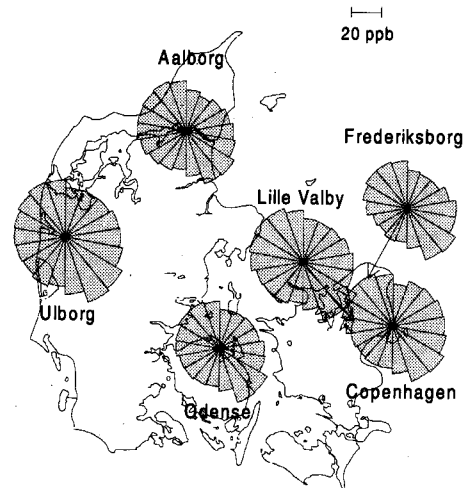 20 ppb
Aalborg
Frederiksborg
Lille Valby
Ulborg
Odense
Copenhagen